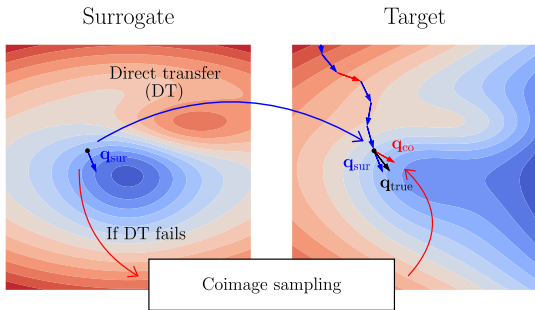 Surrogate
Target
Direct transfer
(DT)
q_sur
q_co
q_sur
q_true
If DT fails
Coimage sampling